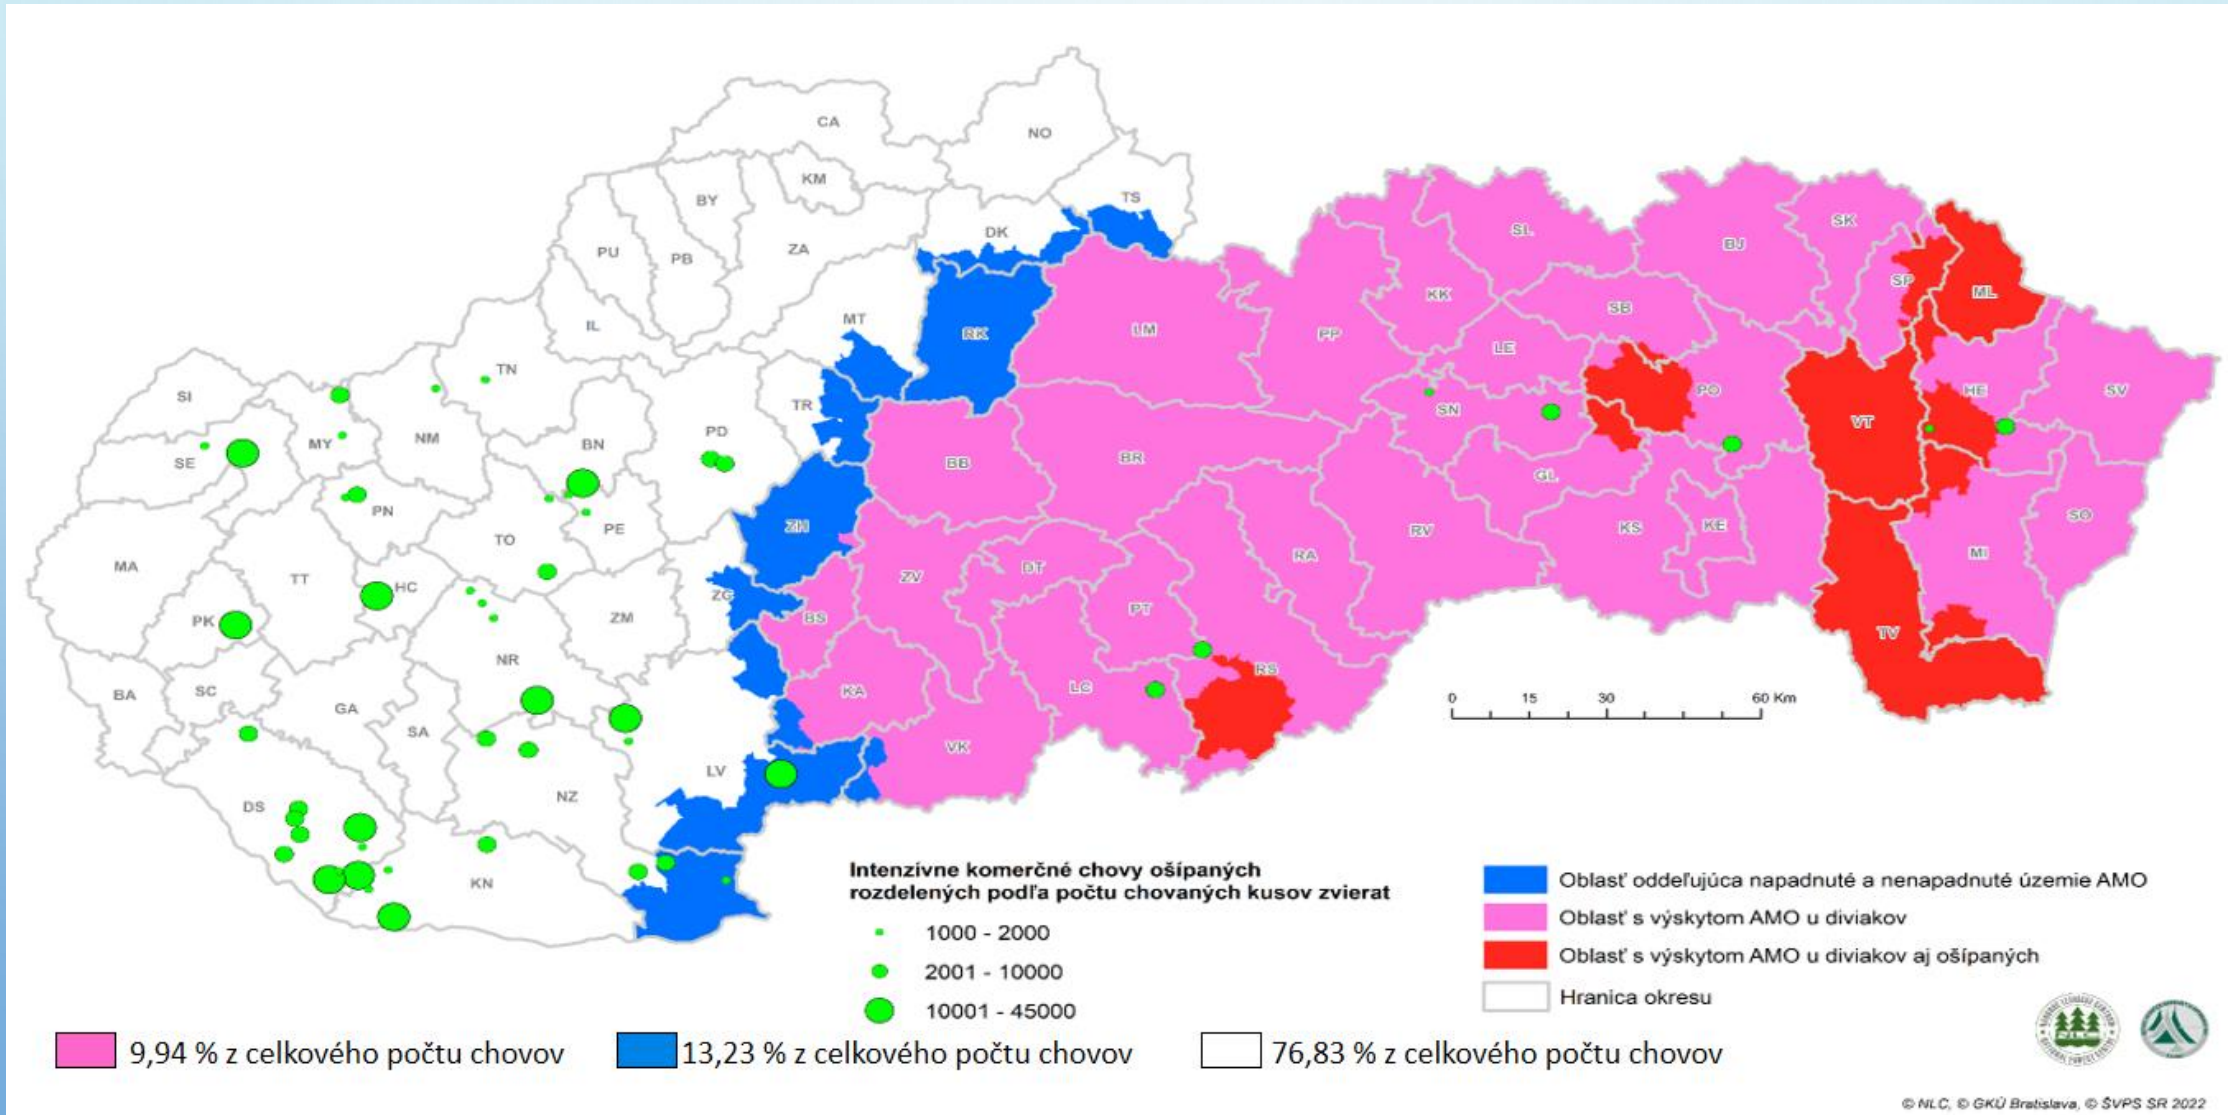 CA
NO
KM
BY
TS
PU
PB
ZA
DK
SL
BJ
SK
SP
ML
KK
SB
IL
MT
RK
LM
PP
LE
TN
SI
TR
PO
HE
SV
SN
VT
MY
NM
BN
PD
SE
BB
BR
GL
PN
TO
PE
ZH
RV
KS
KE
SO
MI
MA
TT
HC
ZM
ZC
ZV
DT
RA
BS
PT
PK
TV
NR
BA
SC
GA
SA
KA
LC
RS
VK
LV
DS
NZ
KN
0 15 30 60 Km
Intenzívne komerčné chovy ošípaných
rozdelených podľa počtu chovaných kusov zvierat
1000 - 2000
2001 - 10000
10001 - 45000
Oblasť oddeľujúca napadnuté a nenapadnuté územie AMO
Oblasť s výskytom AMO u diviakov
Oblasť s výskytom AMO u diviakov aj ošípaných
Hranica okresu
9,94 % z celkového počtu chovov
13,23 % z celkového počtu chovov
76,83 % z celkového počtu chovov
© NLC, © GKÚ Bratislava, © ŠVPS SR 2022